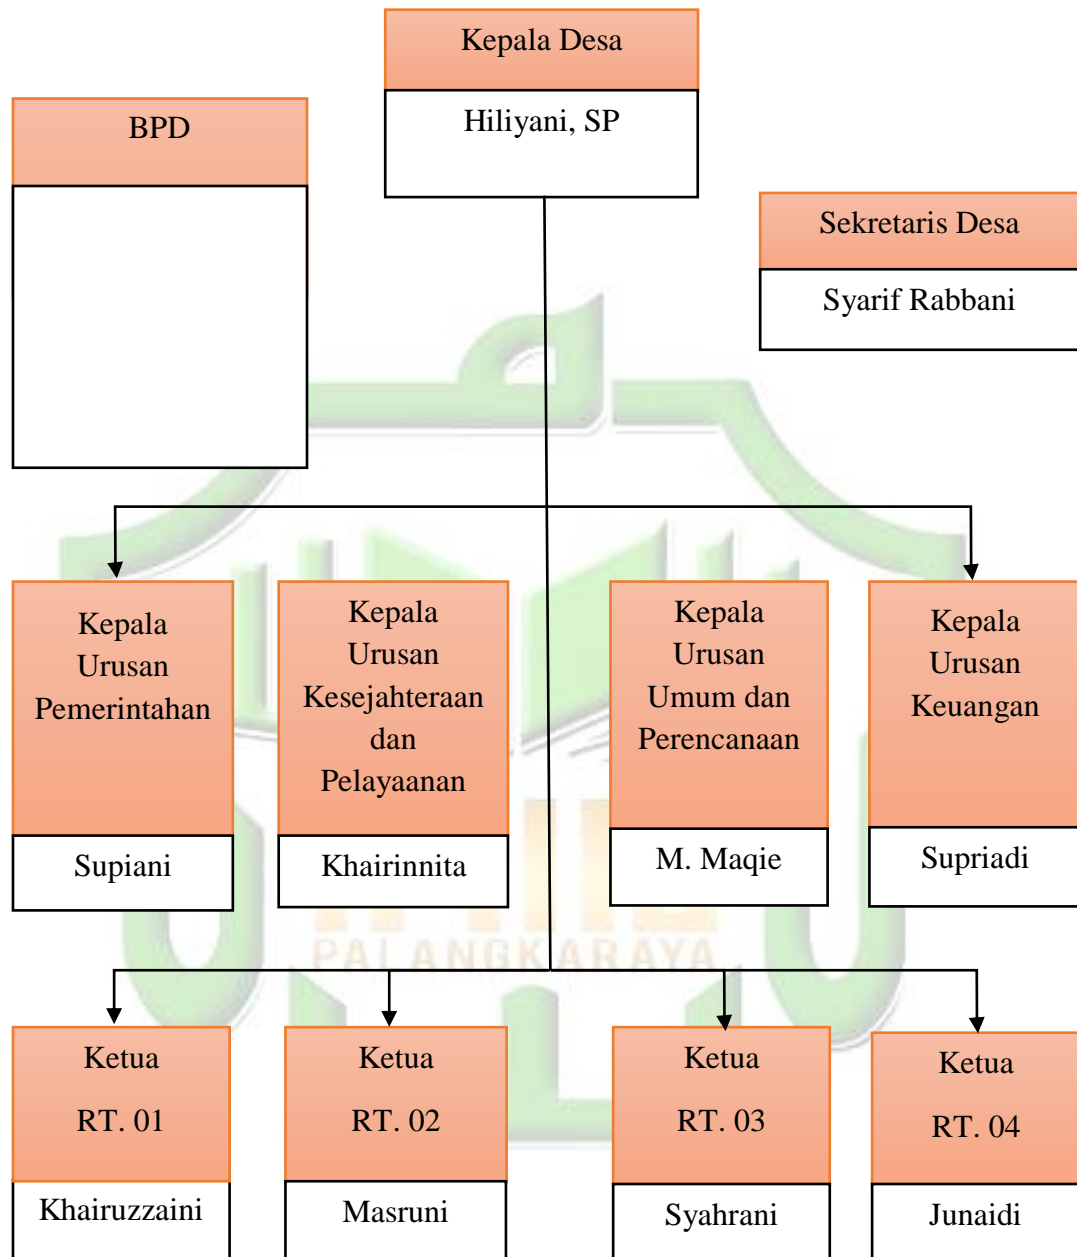 Kepala Desa
Hiliyani, SP
BPD
Sekretaris Desa
Syarif Rabbani
Kepala
Urusan
Pemerintahan
Supiani
Kepala
Urusan
Kesejahteraan
dan
Pelayaanan
Khairinnita
Kepala
Urusan
Umum dan
Perencanaan
M. Maqie
Kepala
Urusan
Keuangan
Supriadi
PALANGKARAYA
Ketua
RT. 01
Khairuzzaini
Ketua
RT. 02
Masruni
Ketua
RT. 03
Syahrani
Ketua
RT. 04
Junaidi